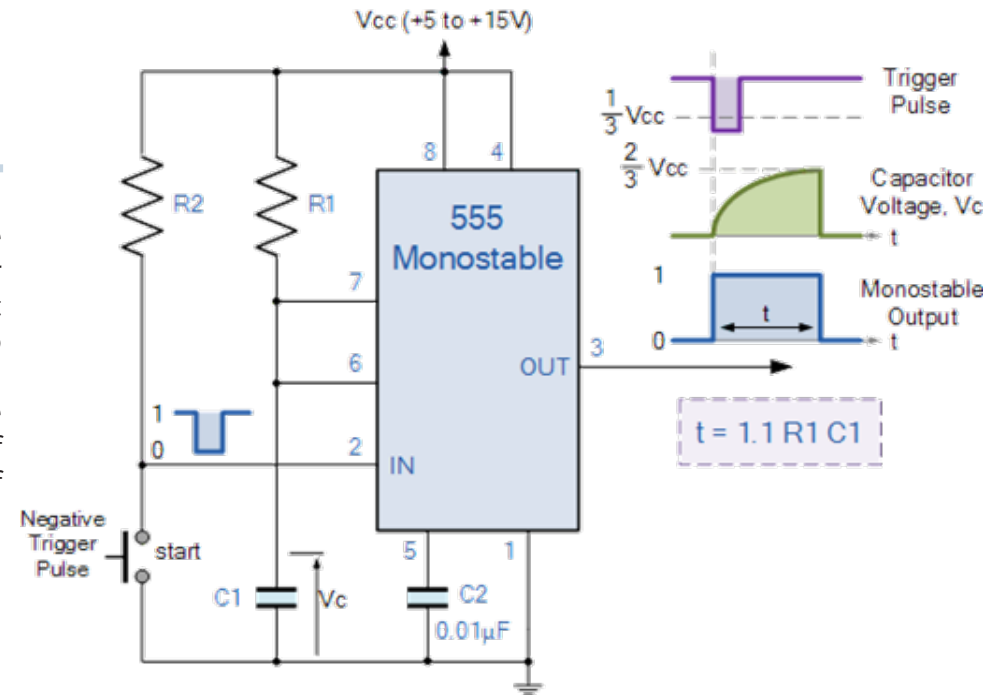 Vcc (+5 to +15V)
Trigger
Pulse
1/3 Vcc
2/3 Vcc
Capacitor
Voltage, Vc
t
1
Monostable
Output
t
0
t
t = 1.1 R1 C1
R2
R1
8
4
555
Monostable
7
6
OUT
3
1
0
2
IN
Negative
Trigger
Pulse
start
5
1
C1
Vc
C2
0.01µF